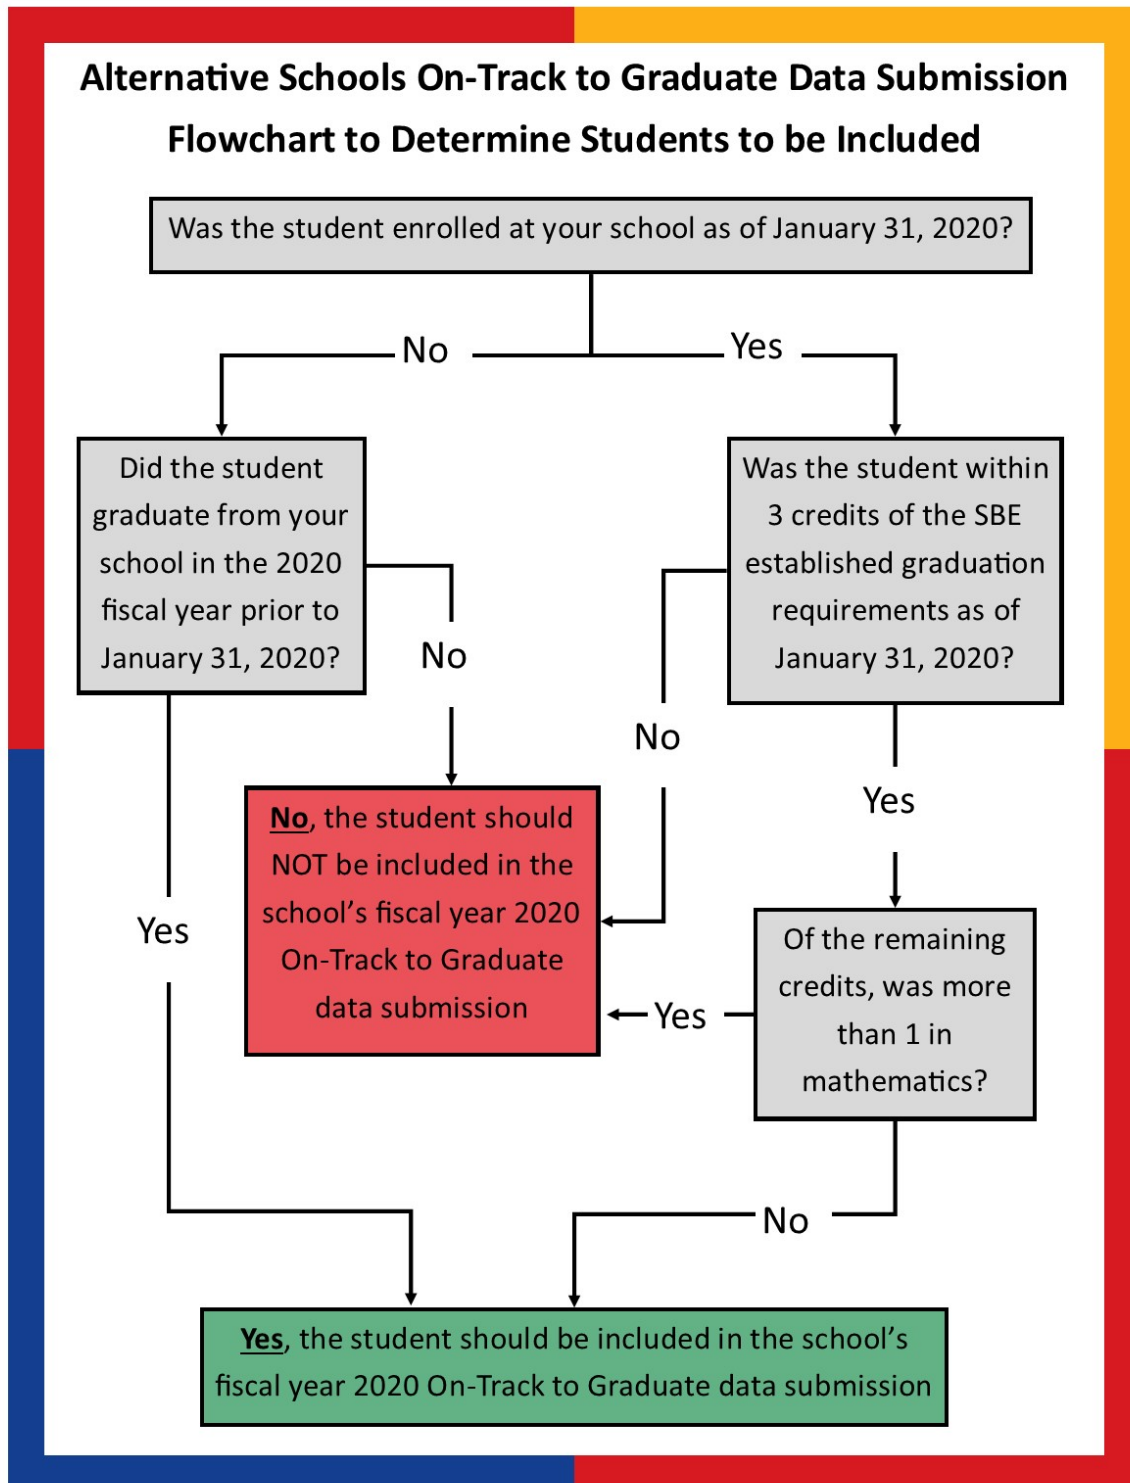 Alternative Schools On-Track to Graduate Data Submission
Flowchart to Determine Students to be Included
Was the student enrolled at your school as of January 31, 2020?
No
Yes
Did the student
graduate from your
school in the 2020
fiscal year prior to
January 31, 2020?
Was the student within
3 credits of the SBE
established graduation
requirements as of
January 31, 2020?
No
No
Yes
No, the student should
NOT be included in the
school’s fiscal year 2020
On-Track to Graduate
data submission
Yes
Of the remaining
credits, was more
than 1 in
mathematics?
Yes
No
Yes, the student should be included in the school’s
fiscal year 2020 On-Track to Graduate data submission